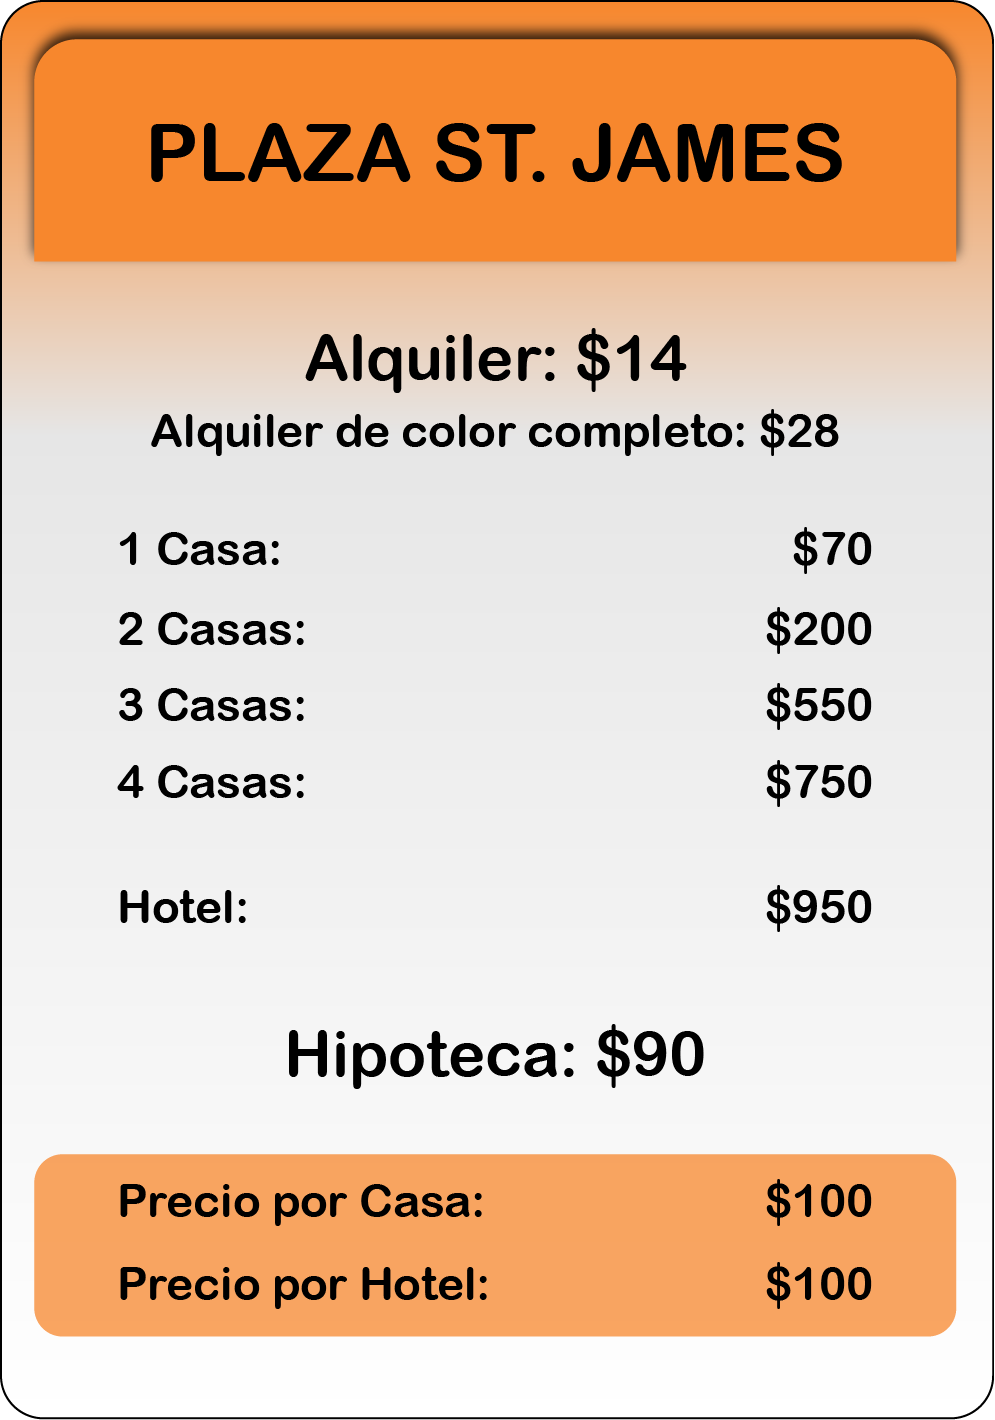 PLAZA ST. JAMES
Alquiler: $14
Alquiler de color completo: $28
1 Casa: $70
2 Casas: $200
3 Casas: $550
4 Casas: $750
Hotel: $950
Hipoteca: $90
Precio por Casa: $100
Precio por Hotel: $100